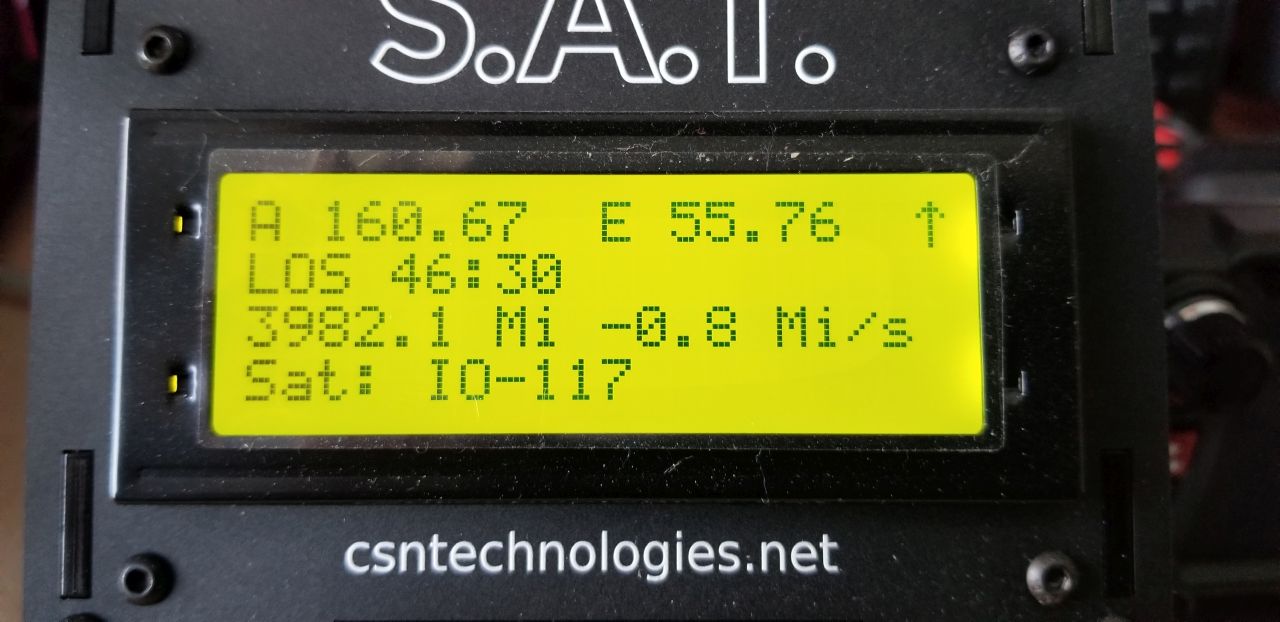 S.A.T.
A 160.67 E 55.76 ↑
LOS 46:30
3982.1 Mi -0.8 Mi/s
Sat: IO-117
csntechnologies.net